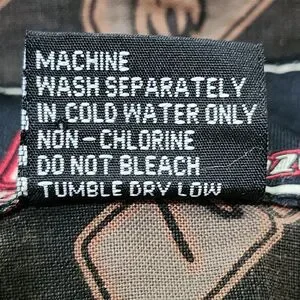 MACHINE
WASH SEPARATELY
IN COLD WATER ONLY
NON-CHLORINE
DO NOT BLEACH
TUMBLE DRY LOW